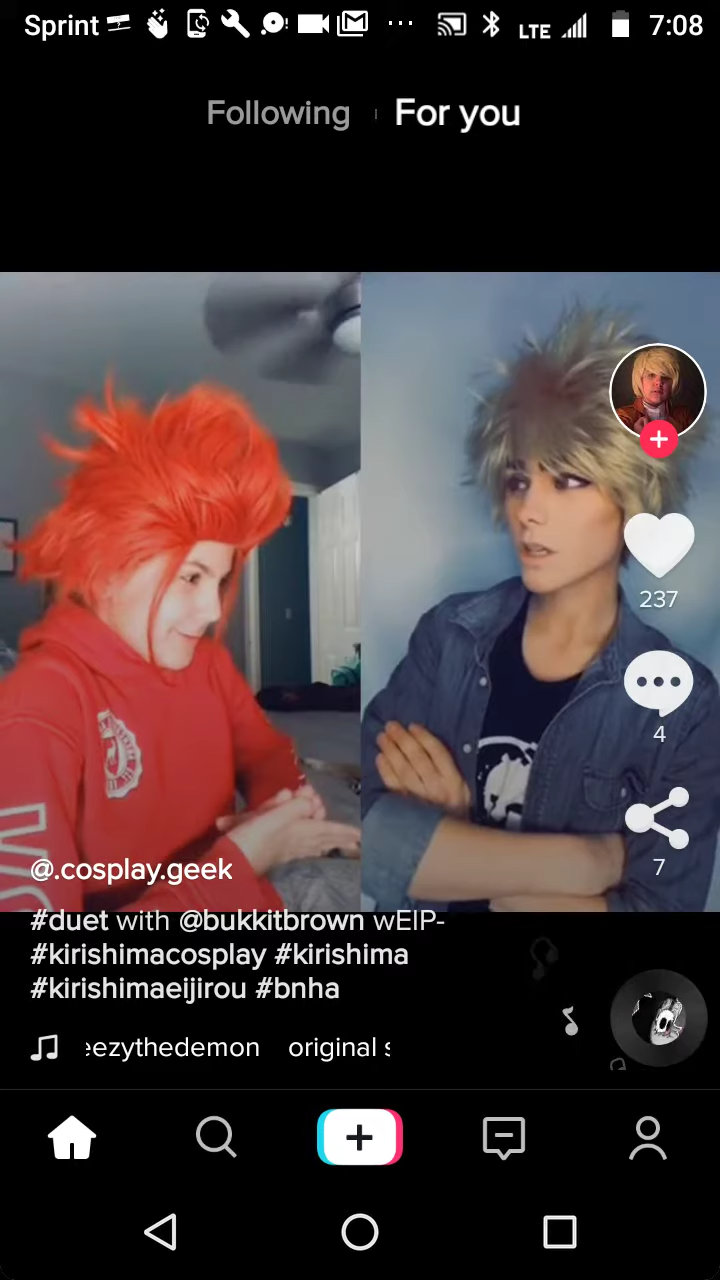 Sprint LTE 7:08
Following For you
237
4
7
@.cosplay.geek
#duet with @bukkitbrown wEIP-
#kirishimacosplay #kirishima
#kirishimaeijirou #bnha
eezythedemon original s